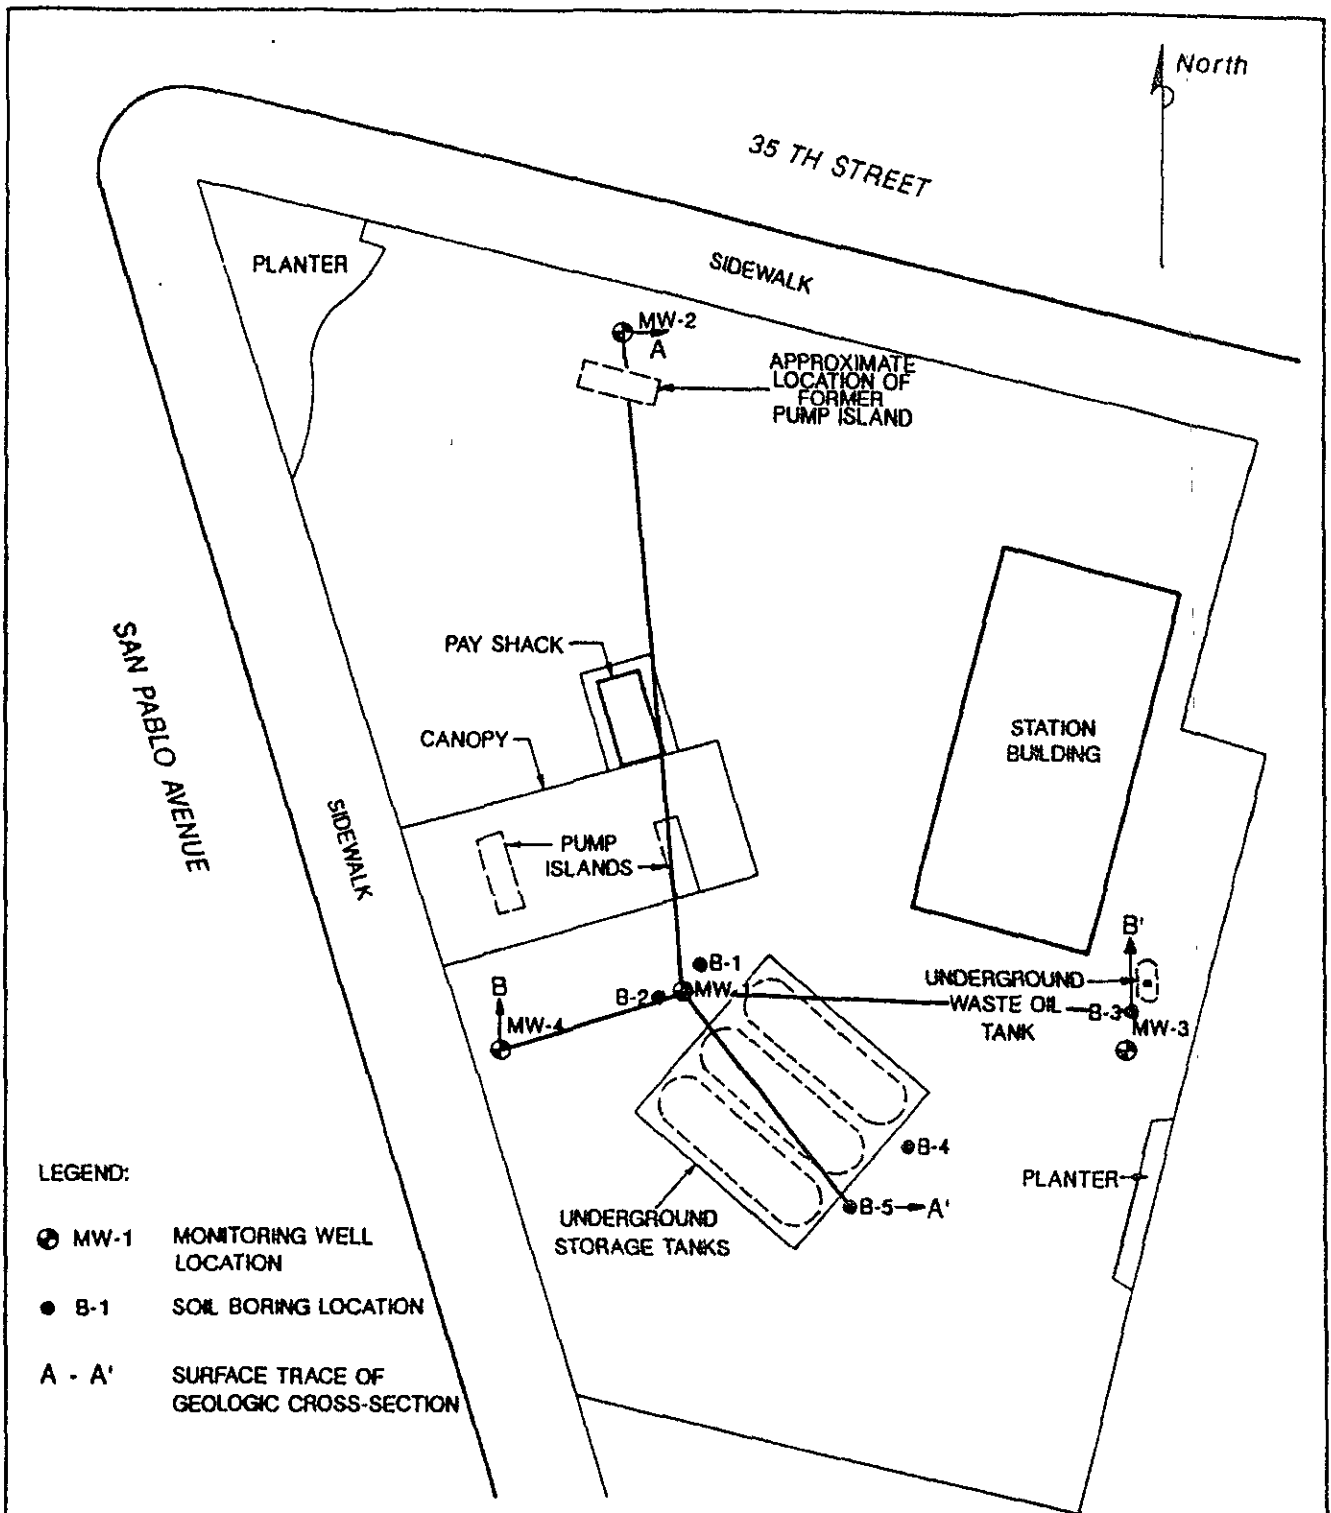 North
35 TH STREET
SIDEWALK
PLANTER
MW-2
A
APPROXIMATE
LOCATION OF
FORMER
PUMP ISLAND
SAN PABLO AVENUE
SIDEWALK
PAY SHACK
CANOPY
STATION
BUILDING
PUMP
ISLANDS
B-1
B-2
MW-1
B
MW-4
B'
UNDERGROUND
WASTE OIL
TANK
B-3
MW-3
B-4
B-5
A'
PLANTER
UNDERGROUND
STORAGE TANKS
LEGEND:
MW-1 MONITORING WELL
LOCATION
B-1 SOIL BORING LOCATION
A - A' SURFACE TRACE OF
GEOLOGIC CROSS-SECTION